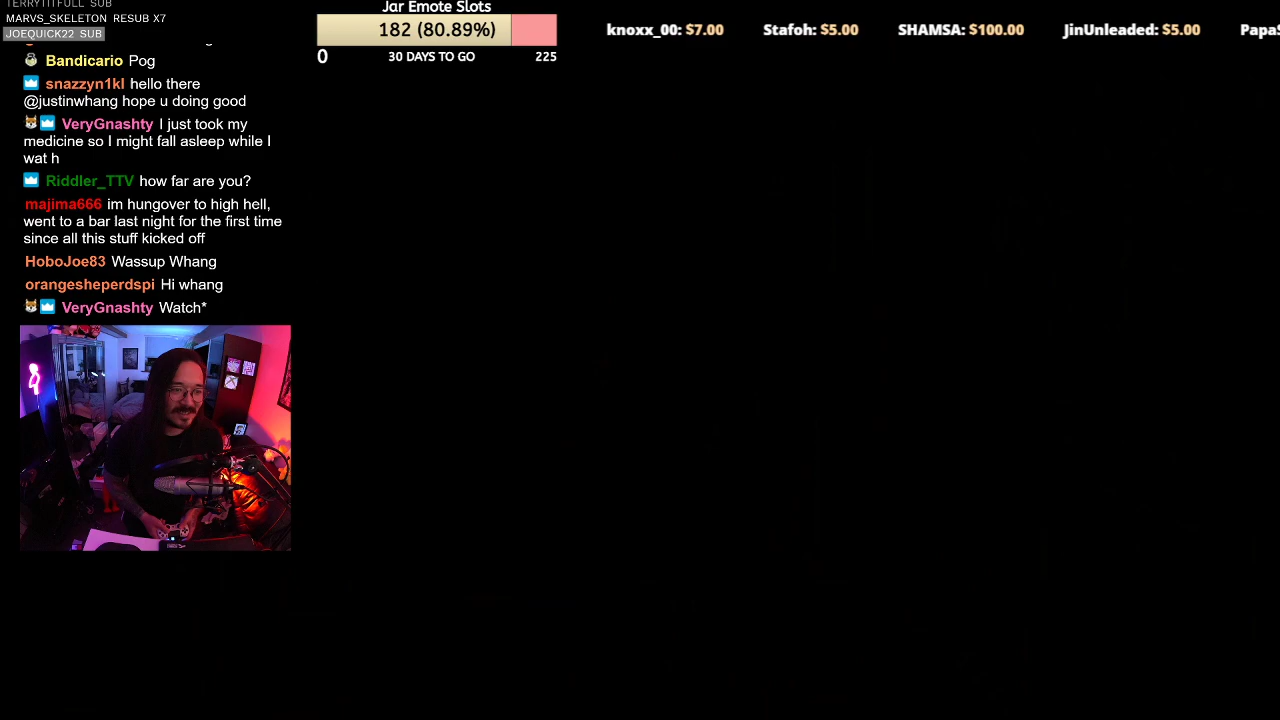 TERRYTITFULL SUB
MARVS_SKELETON RESUB X7
JOEQUICK22 SUB
Bandicario Pog
snazzyn1kl hello there
@justinwhang hope u doing good
VeryGnashty I just took my
medicine so I might fall asleep while I
wat h
Riddler_TTV how far are you?
majima666 im hungover to high hell,
went to a bar last night for the first time
since all this stuff kicked off
HoboJoe83 Wassup Whang
orangesheperdspi Hi whang
VeryGnashty Watch*
Jar Emote Slots
182 (80.89%)
0 30 DAYS TO GO 225
knoxx_00: $7.00 Stafoh: $5.00 SHAMSA: $100.00 JinUnleaded: $5.00 PapaS